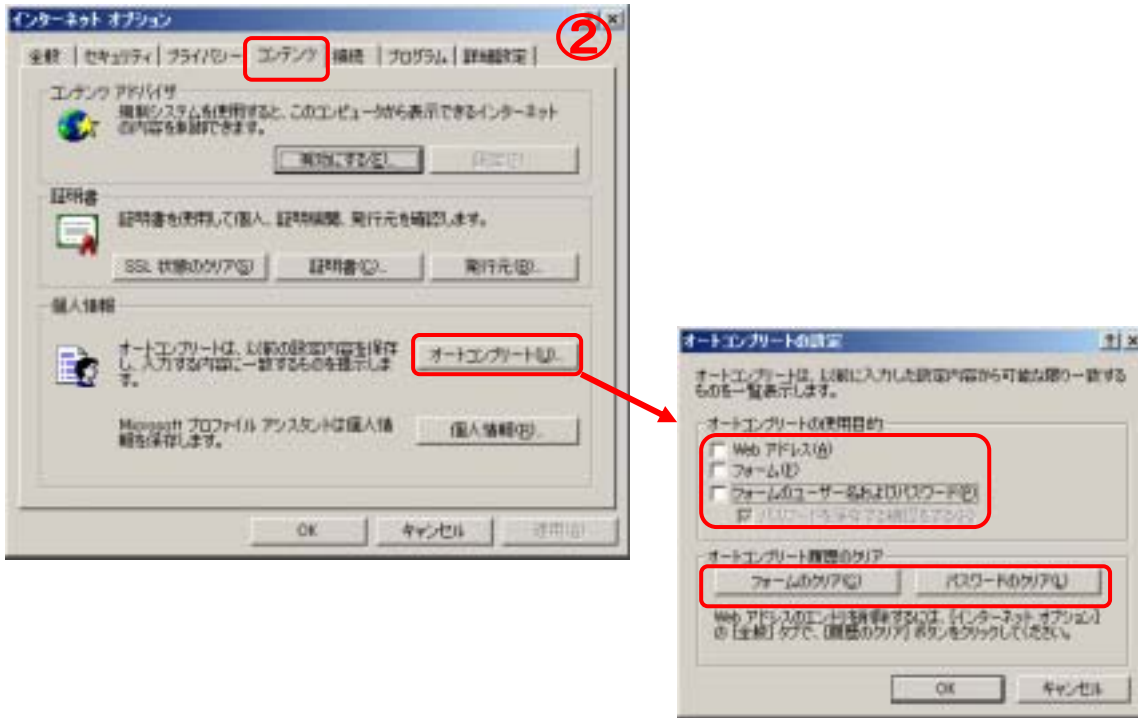 インターネット オプション
②
全般 セキュリティ プライバシー コンテンツ 接続 プログラム 詳細設定
コンテンツ アドバイザ
規制システムを使用すると、このコンピュータから表示できるインターネット
の内容を制御できます。
有効にする(E)... 設定(T)
証明書
証明書を使用して個人、証明機関、発行元を確認します。
SSL 状態のクリア(S) 証明書(C)... 発行元(B)...
個人情報
オートコンプリートは、以前の設定内容を保存
し、入力する内容に一致するものを提示しま
す。
オートコンプリート(U)...
Microsoft プロファイル アシスタントは個人情
報を保存します。
個人情報(R)...
OK キャンセル 適用(A)
オートコンプリートの設定
オートコンプリートは、以前に入力した設定内容から可能な限り一致する
ものを一覧表示します。
オートコンプリートの使用目的
Web アドレス(A)
フォーム(F)
フォームのユーザー名およびパスワード(P)
パスワードを保存する確認をする(S)
オートコンプリート履歴のクリア
フォームのクリア(C) パスワードのクリア(L)
Web アドレスのエントリを削除するには、[インターネット オプション]
の [全般] タブで、[履歴のクリア] ボタンをクリックしてください。
OK キャンセル